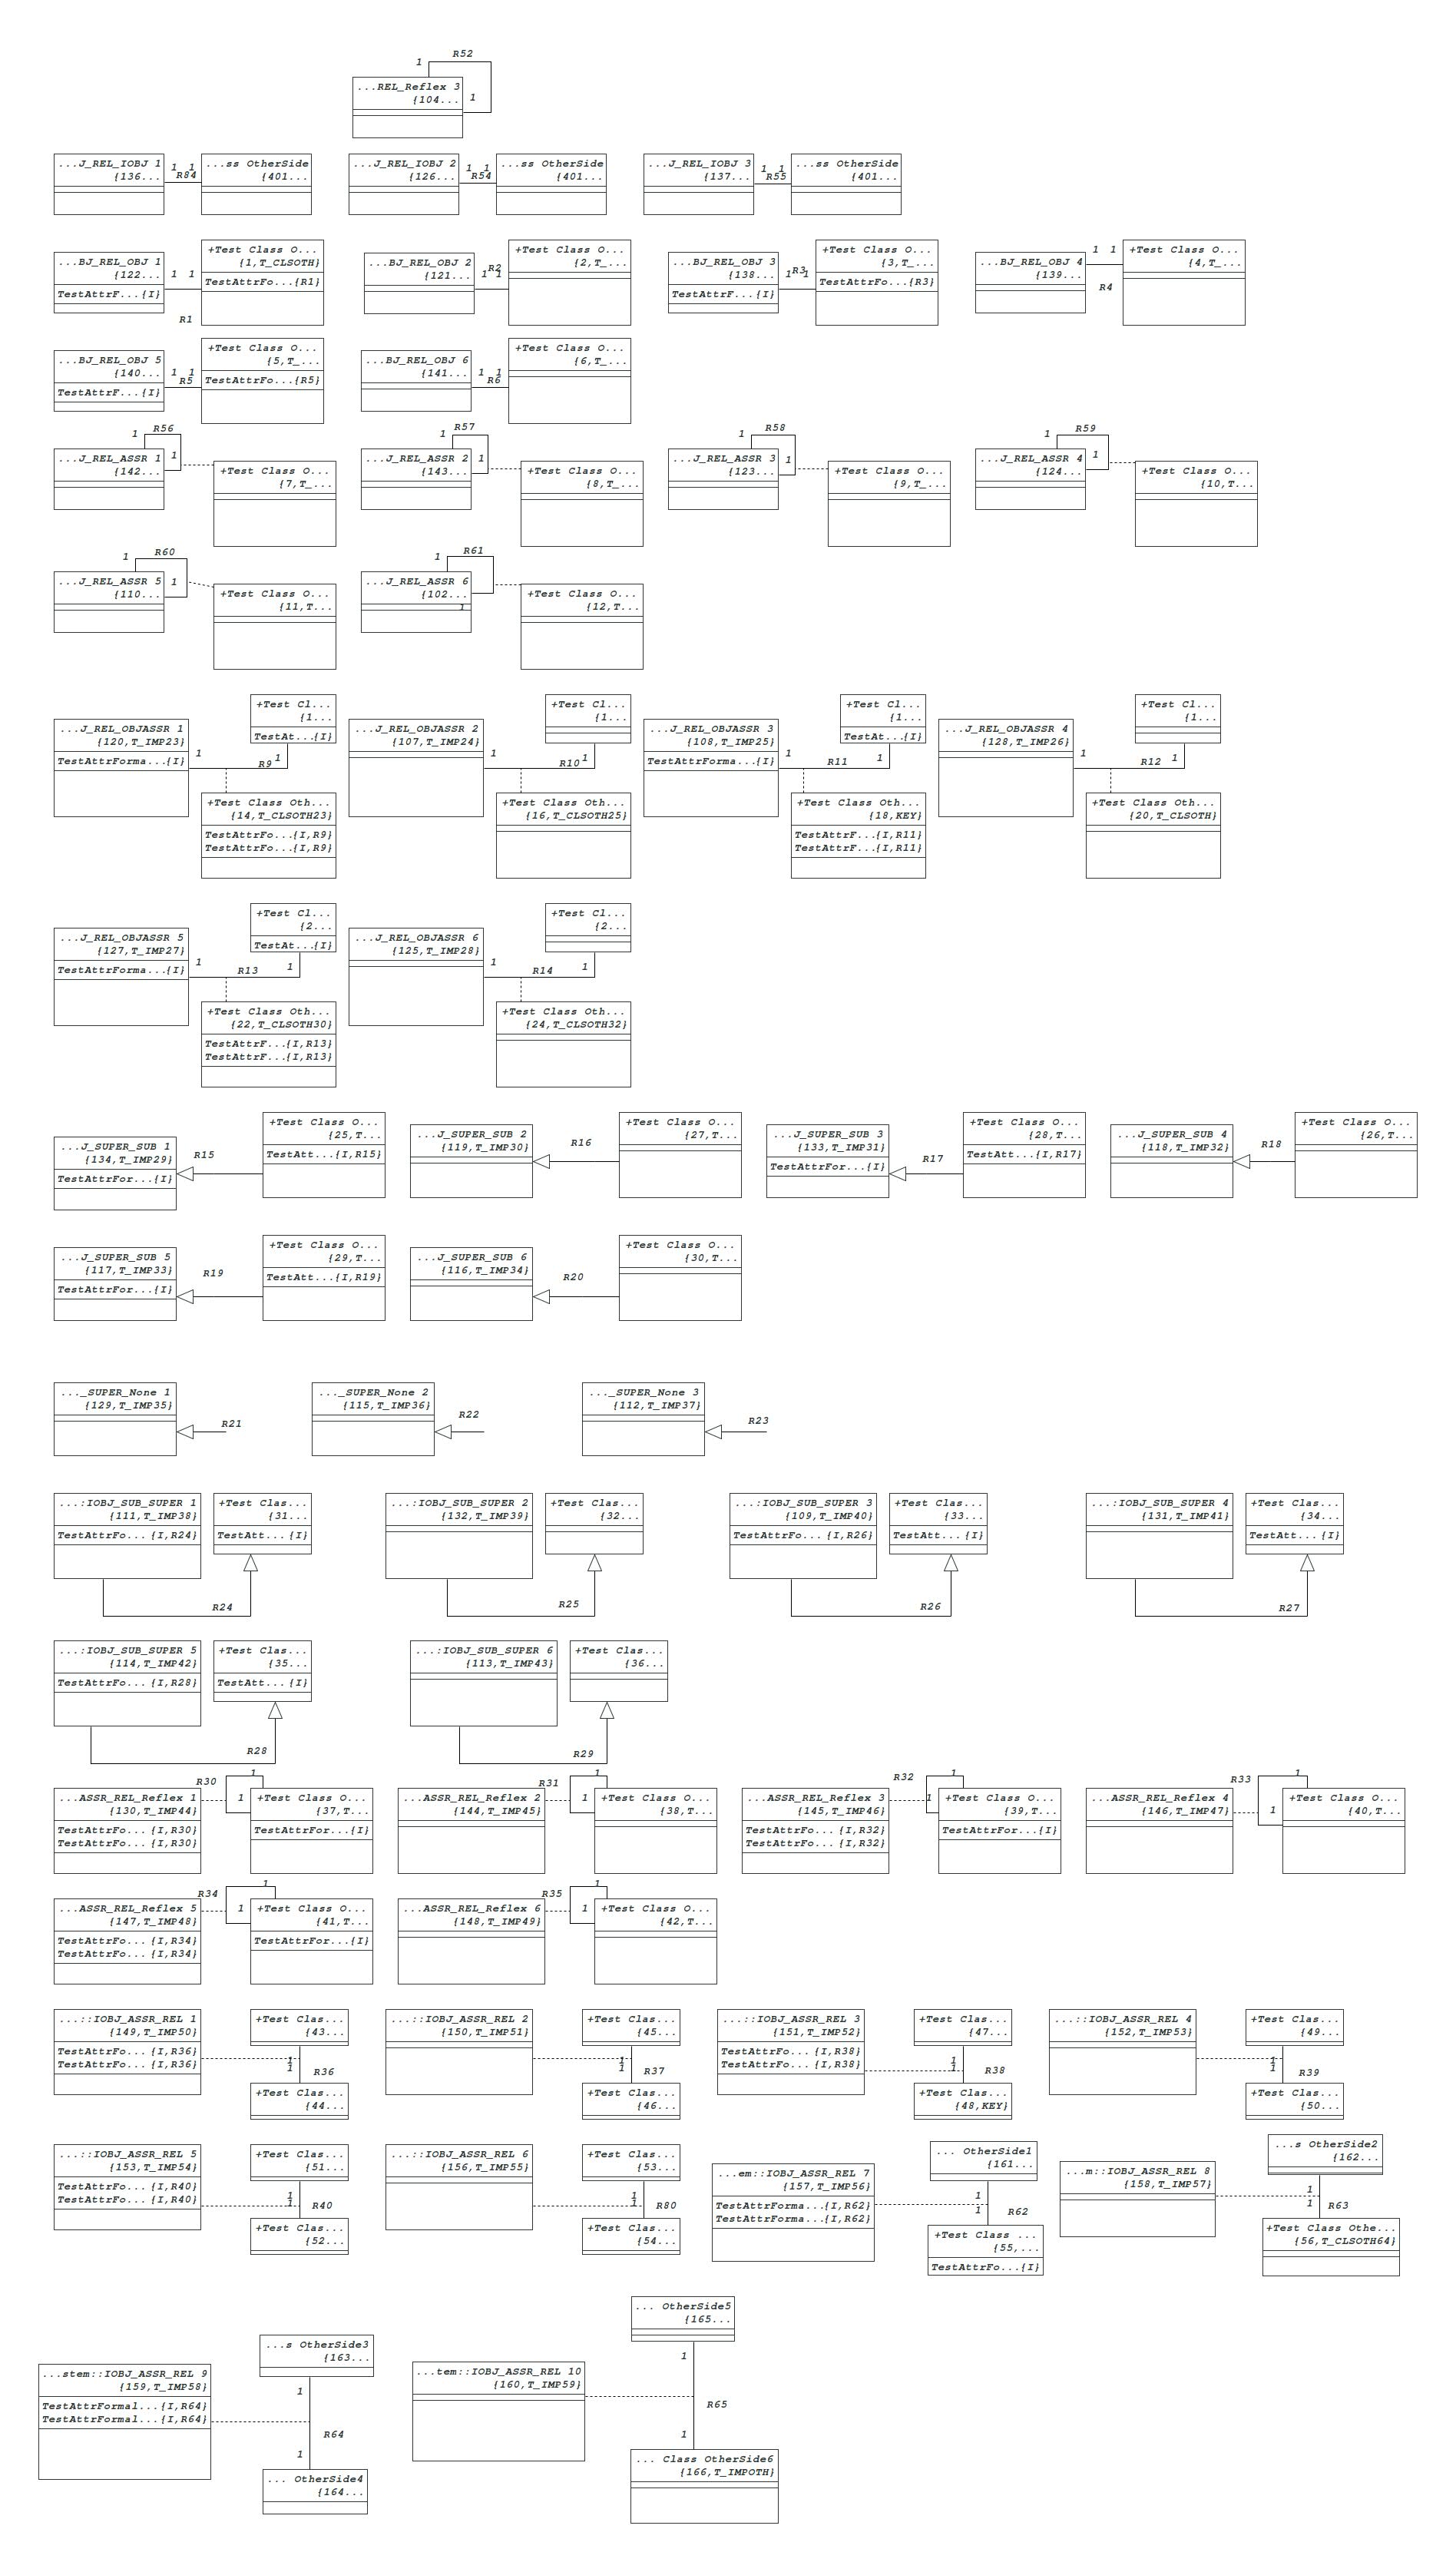 R52
1
...REL_Reflex 3
{104...
1
...J_REL_IOBJ 1
{136...
1 1
R84
...ss OtherSide
{401...
...J_REL_IOBJ 2
{126...
1 1
R54
...ss OtherSide
{401...
...J_REL_IOBJ 3
{137...
1 1
R55
...ss OtherSide
{401...
...BJ_REL_OBJ 1
{122...
TestAttrF...{I}
1 1
R1
+Test Class O...
{1,T_CLSOTH}
TestAttrFo...{R1}
...BJ_REL_OBJ 2
{121...
1 1
R2
+Test Class O...
{2,T_...
...BJ_REL_OBJ 3
{138...
TestAttrF...{I}
1 1
R3
+Test Class O...
{3,T_...
TestAttrFo...{R3}
...BJ_REL_OBJ 4
{139...
1 1
R4
+Test Class O...
{4,T_...
...BJ_REL_OBJ 5
{140...
TestAttrF...{I}
1 1
R5
+Test Class O...
{5,T_...
TestAttrFo...{R5}
...BJ_REL_OBJ 6
{141...
1 1
R6
+Test Class O...
{6,T_...
1
R56
...J_REL_ASSR 1
{142...
1
+Test Class O...
{7,T_...
1
R57
...J_REL_ASSR 2
{143...
1
+Test Class O...
{8,T_...
1
R58
...J_REL_ASSR 3
{123...
1
+Test Class O...
{9,T_...
1
R59
...J_REL_ASSR 4
{124...
1
+Test Class O...
{10,T...
1
R60
...J_REL_ASSR 5
{110...
1
+Test Class O...
{11,T...
1
R61
...J_REL_ASSR 6
{102...
1
+Test Class O...
{12,T...
...J_REL_OBJASSR 1
{120,T_IMP23}
TestAttrForma...{I}
1
R9
1
+Test Cl...
{1...
TestAt...{I}
+Test Class Oth...
{14,T_CLSOTH23}
TestAttrFo...{I,R9}
TestAttrFo...{I,R9}
...J_REL_OBJASSR 2
{107,T_IMP24}
1
R10
1
+Test Cl...
{1...
+Test Class Oth...
{16,T_CLSOTH25}
...J_REL_OBJASSR 3
{108,T_IMP25}
TestAttrForma...{I}
1
R11
1
+Test Cl...
{1...
TestAt...{I}
+Test Class Oth...
{18,KEY}
TestAttrF...{I,R11}
TestAttrF...{I,R11}
...J_REL_OBJASSR 4
{128,T_IMP26}
1
R12
1
+Test Cl...
{1...
+Test Class Oth...
{20,T_CLSOTH}
...J_REL_OBJASSR 5
{127,T_IMP27}
TestAttrForma...{I}
1
R13
1
+Test Cl...
{2...
TestAt...{I}
+Test Class Oth...
{22,T_CLSOTH30}
TestAttrF...{I,R13}
TestAttrF...{I,R13}
...J_REL_OBJASSR 6
{125,T_IMP28}
1
R14
1
+Test Cl...
{2...
+Test Class Oth...
{24,T_CLSOTH32}
...J_SUPER_SUB 1
{134,T_IMP29}
TestAttrFor...{I}
R15
+Test Class O...
{25,T...
TestAtt...{I,R15}
...J_SUPER_SUB 2
{119,T_IMP30}
R16
+Test Class O...
{27,T...
...J_SUPER_SUB 3
{133,T_IMP31}
TestAttrFor...{I}
R17
+Test Class O...
{28,T...
TestAtt...{I,R17}
...J_SUPER_SUB 4
{118,T_IMP32}
R18
+Test Class O...
{26,T...
...J_SUPER_SUB 5
{117,T_IMP33}
TestAttrFor...{I}
R19
+Test Class O...
{29,T...
TestAtt...{I,R19}
...J_SUPER_SUB 6
{116,T_IMP34}
R20
+Test Class O...
{30,T...
..._SUPER_None 1
{129,T_IMP35}
R21
..._SUPER_None 2
{115,T_IMP36}
R22
..._SUPER_None 3
{112,T_IMP37}
R23
...:IOBJ_SUB_SUPER 1
{111,T_IMP38}
TestAttrFo... {I,R24}
+Test Clas...
{31...
TestAtt... {I}
R24
...:IOBJ_SUB_SUPER 2
{132,T_IMP39}
+Test Clas...
{32...
R25
...:IOBJ_SUB_SUPER 3
{109,T_IMP40}
TestAttrFo... {I,R26}
+Test Clas...
{33...
TestAtt... {I}
R26
...:IOBJ_SUB_SUPER 4
{131,T_IMP41}
+Test Clas...
{34...
TestAtt... {I}
R27
...:IOBJ_SUB_SUPER 5
{114,T_IMP42}
TestAttrFo... {I,R28}
+Test Clas...
{35...
TestAtt... {I}
R28
...:IOBJ_SUB_SUPER 6
{113,T_IMP43}
+Test Clas...
{36...
R29
...ASSR_REL_Reflex 1
{130,T_IMP44}
TestAttrFo... {I,R30}
TestAttrFo... {I,R30}
R30
1
1
+Test Class O...
{37,T...
TestAttrFor...{I}
...ASSR_REL_Reflex 2
{144,T_IMP45}
R31
1
1
+Test Class O...
{38,T...
...ASSR_REL_Reflex 3
{145,T_IMP46}
TestAttrFo... {I,R32}
TestAttrFo... {I,R32}
R32
1
1
+Test Class O...
{39,T...
TestAttrFor...{I}
...ASSR_REL_Reflex 4
{146,T_IMP47}
R33
1
1
+Test Class O...
{40,T...
...ASSR_REL_Reflex 5
{147,T_IMP48}
TestAttrFo... {I,R34}
TestAttrFo... {I,R34}
R34
1
1
+Test Class O...
{41,T...
TestAttrFor...{I}
...ASSR_REL_Reflex 6
{148,T_IMP49}
R35
1
1
+Test Class O...
{42,T...
...::IOBJ_ASSR_REL 1
{149,T_IMP50}
TestAttrFo... {I,R36}
TestAttrFo... {I,R36}
+Test Clas...
{43...
1
1
R36
+Test Clas...
{44...
...::IOBJ_ASSR_REL 2
{150,T_IMP51}
+Test Clas...
{45...
1
1
R37
+Test Clas...
{46...
...::IOBJ_ASSR_REL 3
{151,T_IMP52}
TestAttrFo... {I,R38}
TestAttrFo... {I,R38}
+Test Clas...
{47...
1
1
R38
+Test Clas...
{48,KEY}
...::IOBJ_ASSR_REL 4
{152,T_IMP53}
+Test Clas...
{49...
1
1
R39
+Test Clas...
{50...
...::IOBJ_ASSR_REL 5
{153,T_IMP54}
TestAttrFo... {I,R40}
TestAttrFo... {I,R40}
+Test Clas...
{51...
1
1
R40
+Test Clas...
{52...
...::IOBJ_ASSR_REL 6
{156,T_IMP55}
+Test Clas...
{53...
1
1
R80
+Test Clas...
{54...
...em::IOBJ_ASSR_REL 7
{157,T_IMP56}
TestAttrForma...{I,R62}
TestAttrForma...{I,R62}
... OtherSide1
{161...
1
1
R62
+Test Class ...
{55,...
TestAttrFo...{I}
...m::IOBJ_ASSR_REL 8
{158,T_IMP57}
...s OtherSide2
{162...
1
1
R63
+Test Class Othe...
{56,T_CLSOTH64}
...stem::IOBJ_ASSR_REL 9
{159,T_IMP58}
TestAttrFormal...{I,R64}
TestAttrFormal...{I,R64}
...s OtherSide3
{163...
1
R64
1
... OtherSide4
{164...
...tem::IOBJ_ASSR_REL 10
{160,T_IMP59}
... OtherSide5
{165...
1
R65
1
... Class OtherSide6
{166,T_IMPOTH}